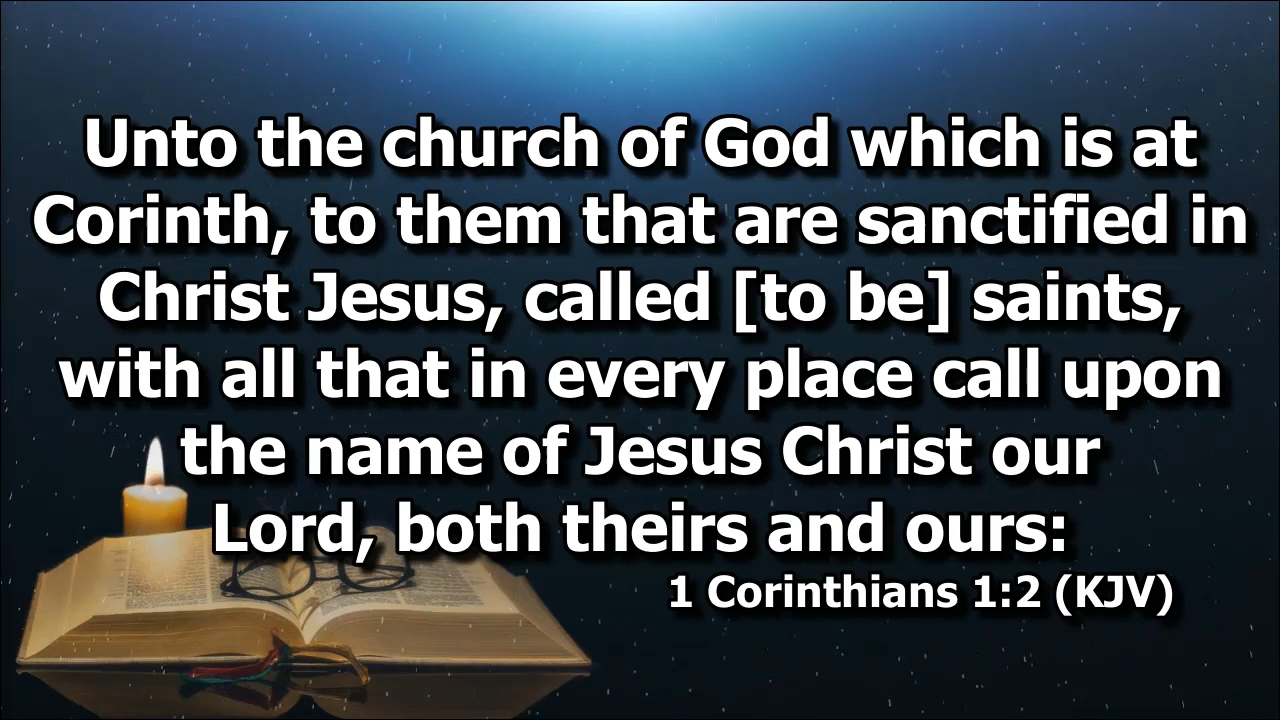 Unto the church of God which is at
Corinth, to them that are sanctified in
Christ Jesus, called [to be] saints,
with all that in every place call upon
the name of Jesus Christ our
Lord, both theirs and ours:
1 Corinthians 1:2 (KJV)